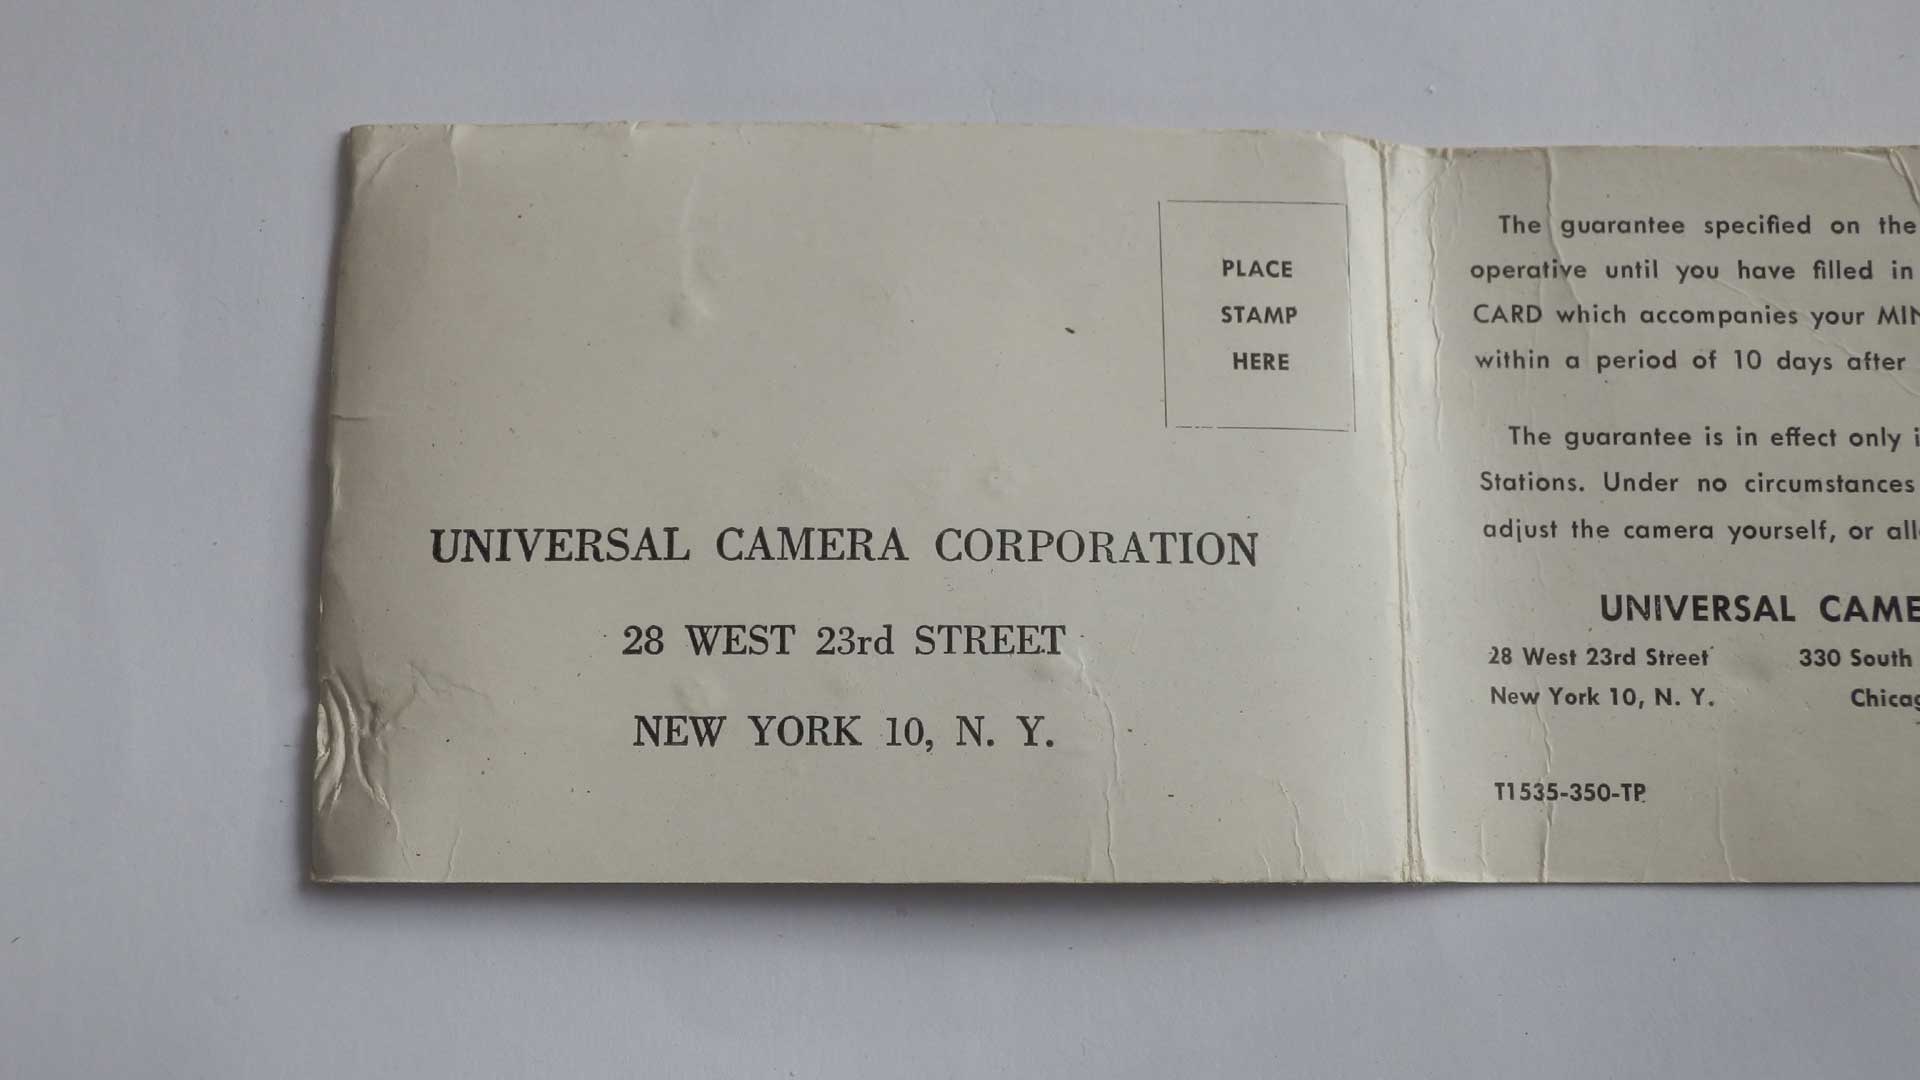 PLACE
STAMP
HERE
UNIVERSAL CAMERA CORPORATION
28 WEST 23rd STREET
NEW YORK 10, N. Y.
The guarantee specified on the
operative until you have filled in
CARD which accompanies your
within a period of 10 days after
The guarantee is in effect only
Stations. Under no circumstances
adjust the camera yourself, or
UNIVERSAL
28 West 23rd Street 330 South
New York 10, N. Y.
T1535-350-TP